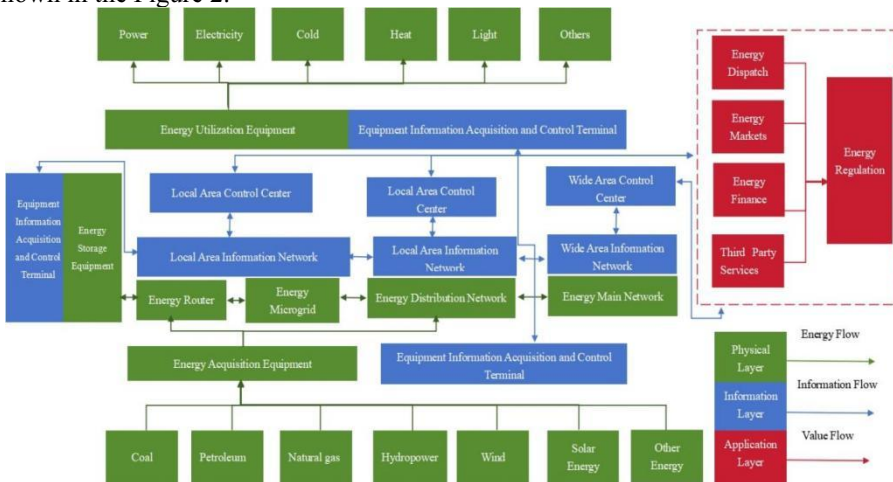 nown in the Figure 2.
Power
Electricity
Cold
Heat
Light
Others
Energy
Dispatch
Energy
Markets
Energy
Finance
Third Party
Services
Energy
Regulation
Energy Utilization Equipment
Equipment Information Acquisition and Control Terminal
Equipment
Information
Acquisition
and Control
Terminal
Energy
Storage
Equipment
Local Area Control Center
Local Area Control
Center
Wide Area Control
Center
Local Area Information Network
Local Area Information
Network
Wide Area Information
Network
Energy Router
Energy
Microgrid
Energy Distribution Network
Energy Main Network
Energy Acquisition Equipment
Equipment Information Acquisition and Control
Terminal
Coal
Petroleum
Natural gas
Hydropower
Wind
Solar
Energy
Other
Energy
Physical
Layer
Energy Flow
Information
Layer
Information Flow
Application
Layer
Value Flow